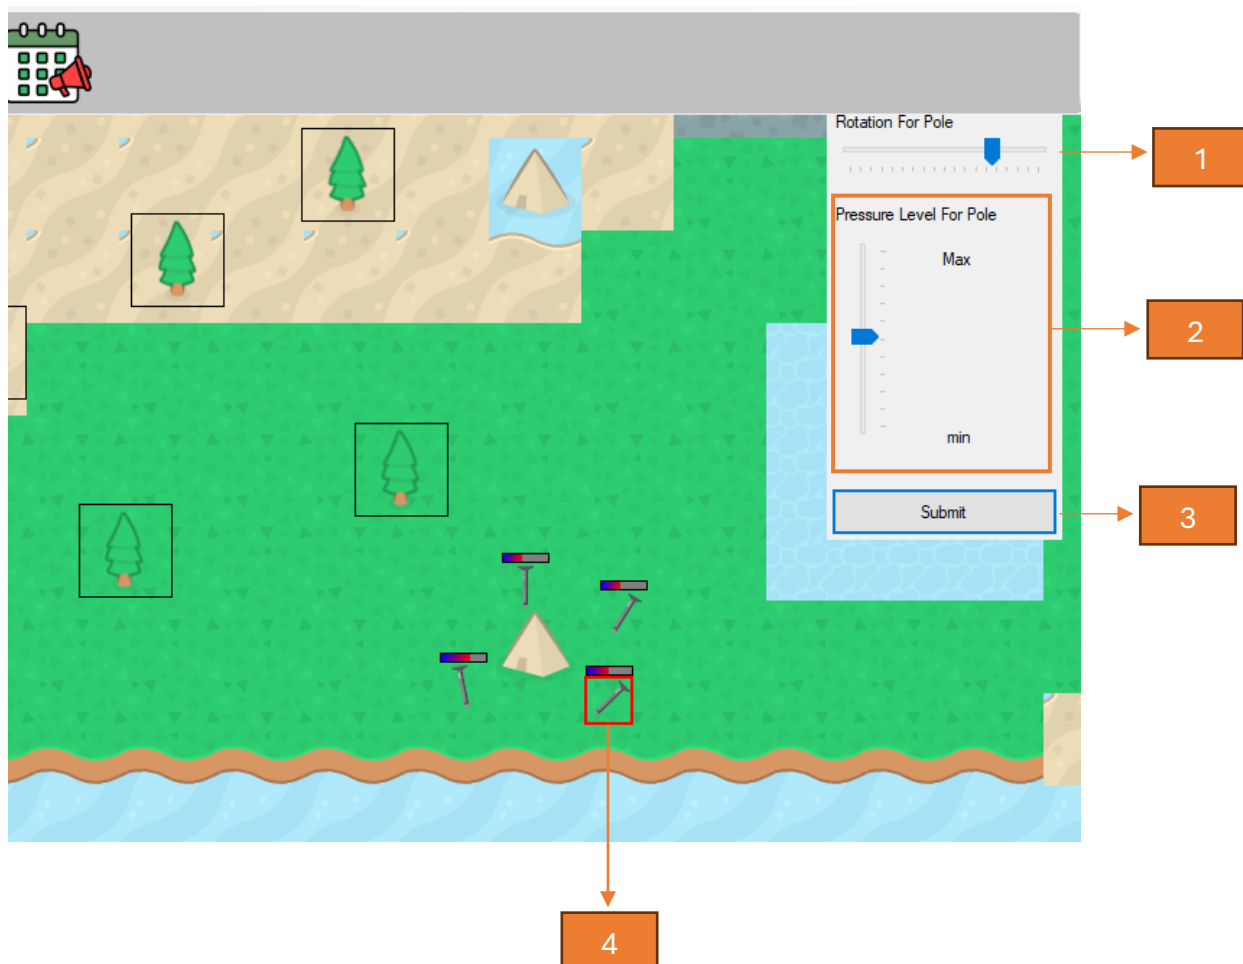 Rotation For Pole
1
Pressure Level For Pole
Max
2
min
Submit
3
4